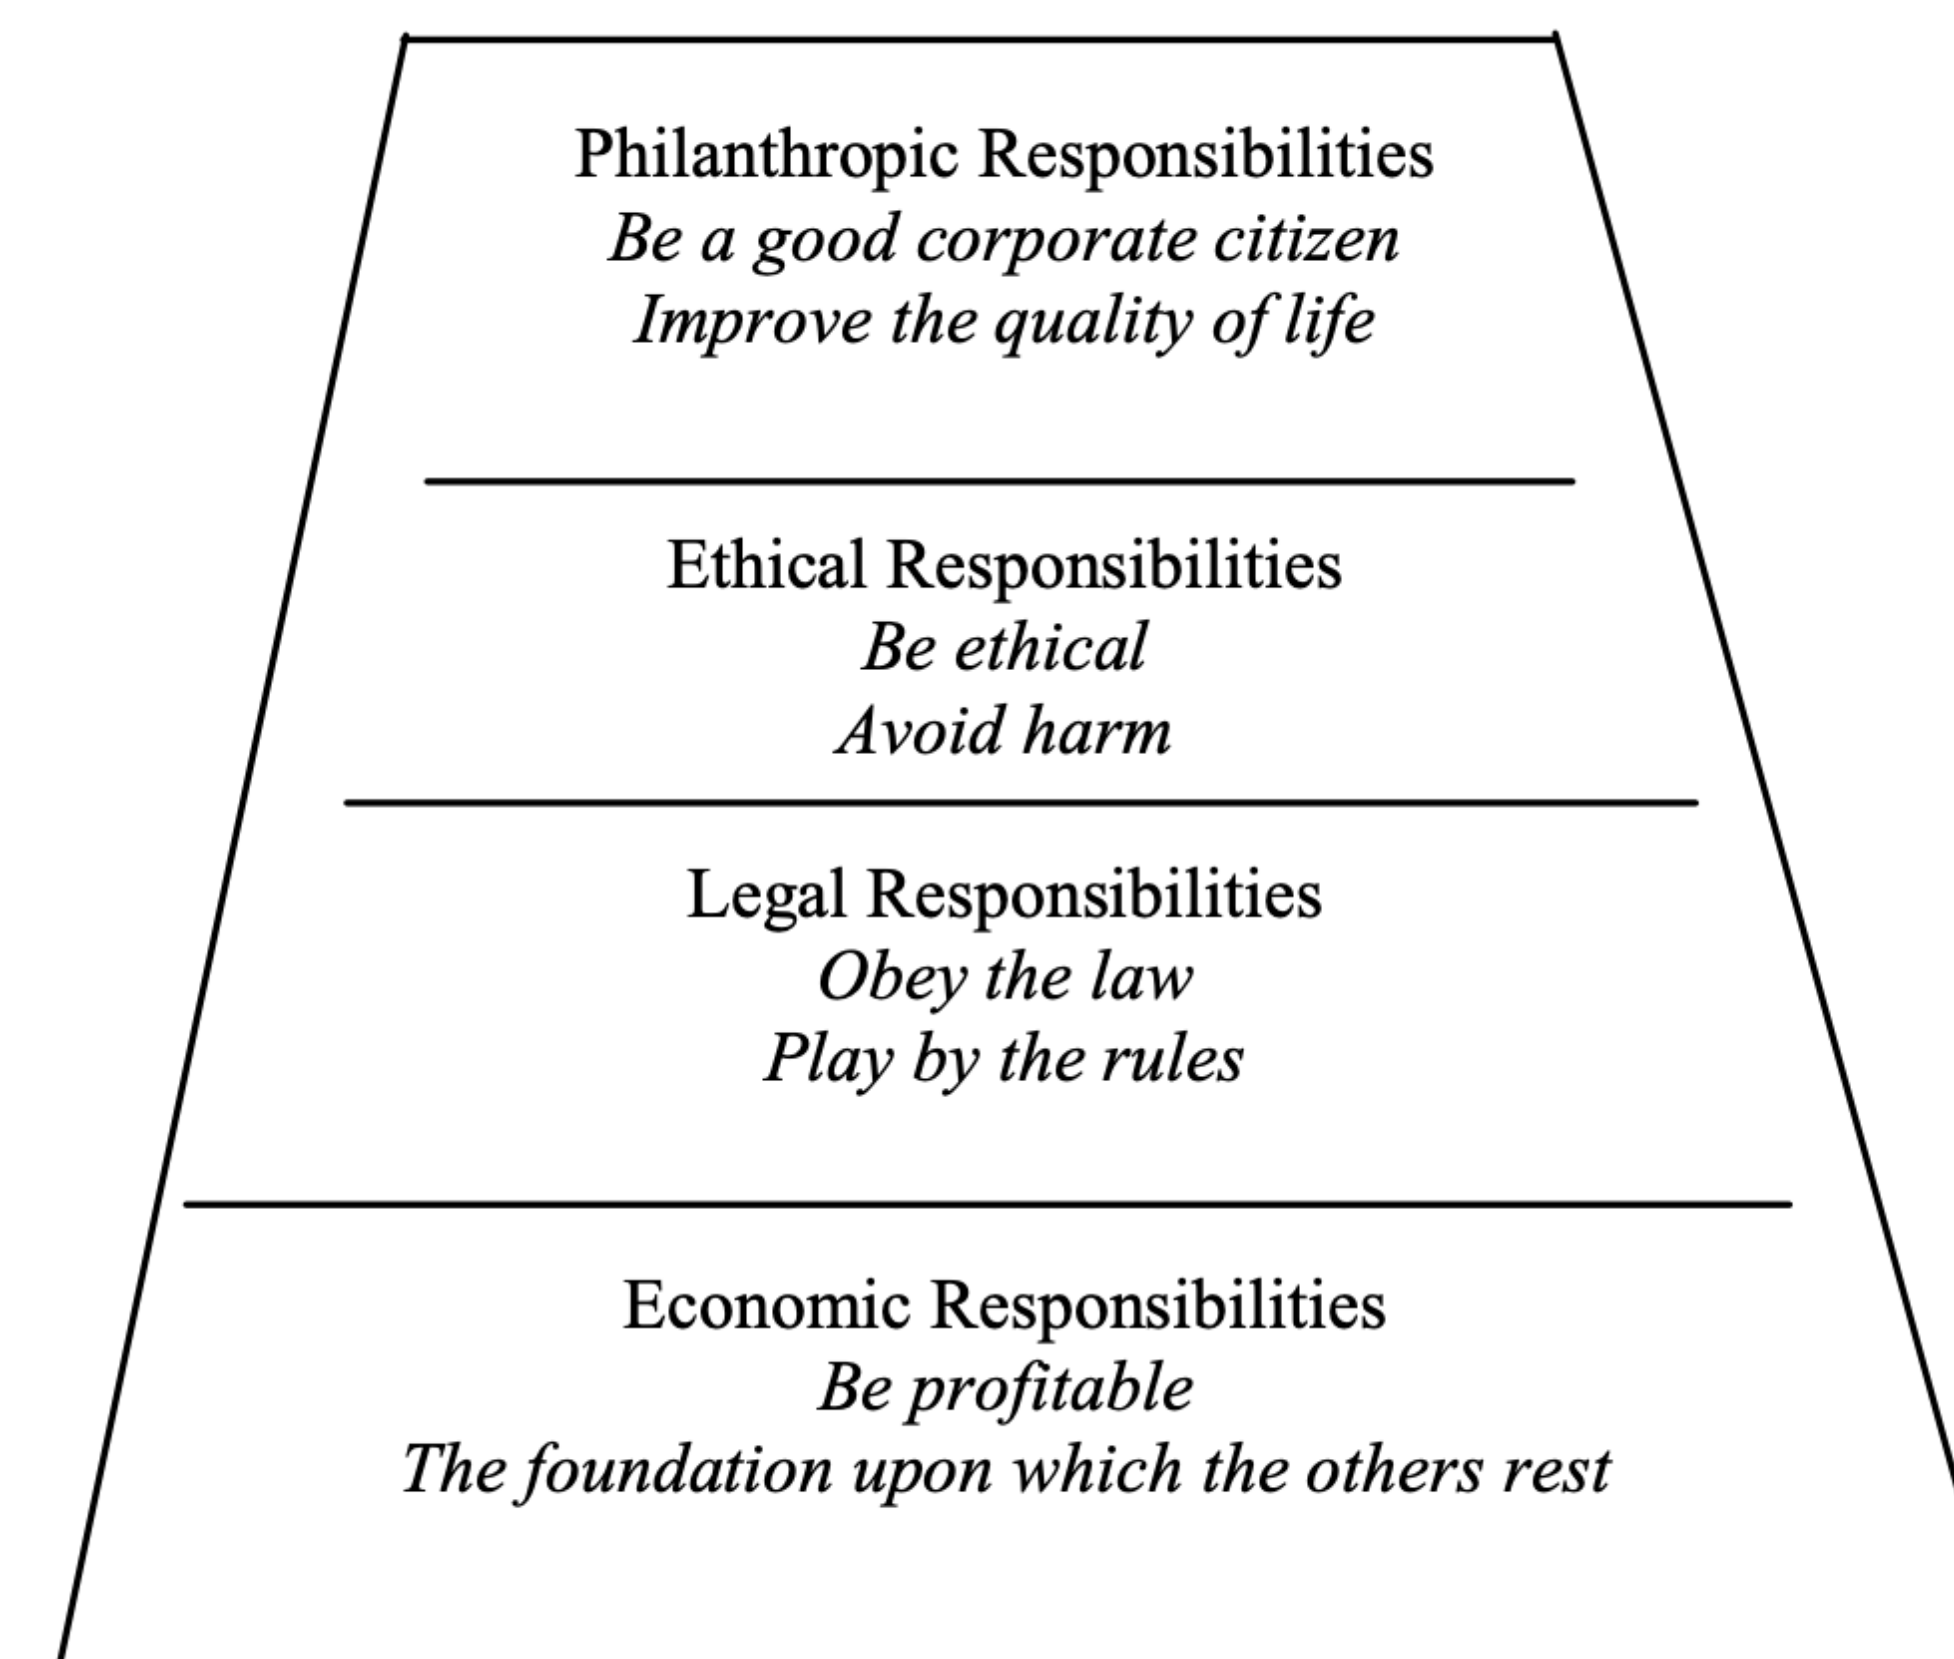 Philanthropic Responsibilities
Be a good corporate citizen
Improve the quality of life
Ethical Responsibilities
Be ethical
Avoid harm
Legal Responsibilities
Obey the law
Play by the rules
Economic Responsibilities
Be profitable
The foundation upon which the others rest